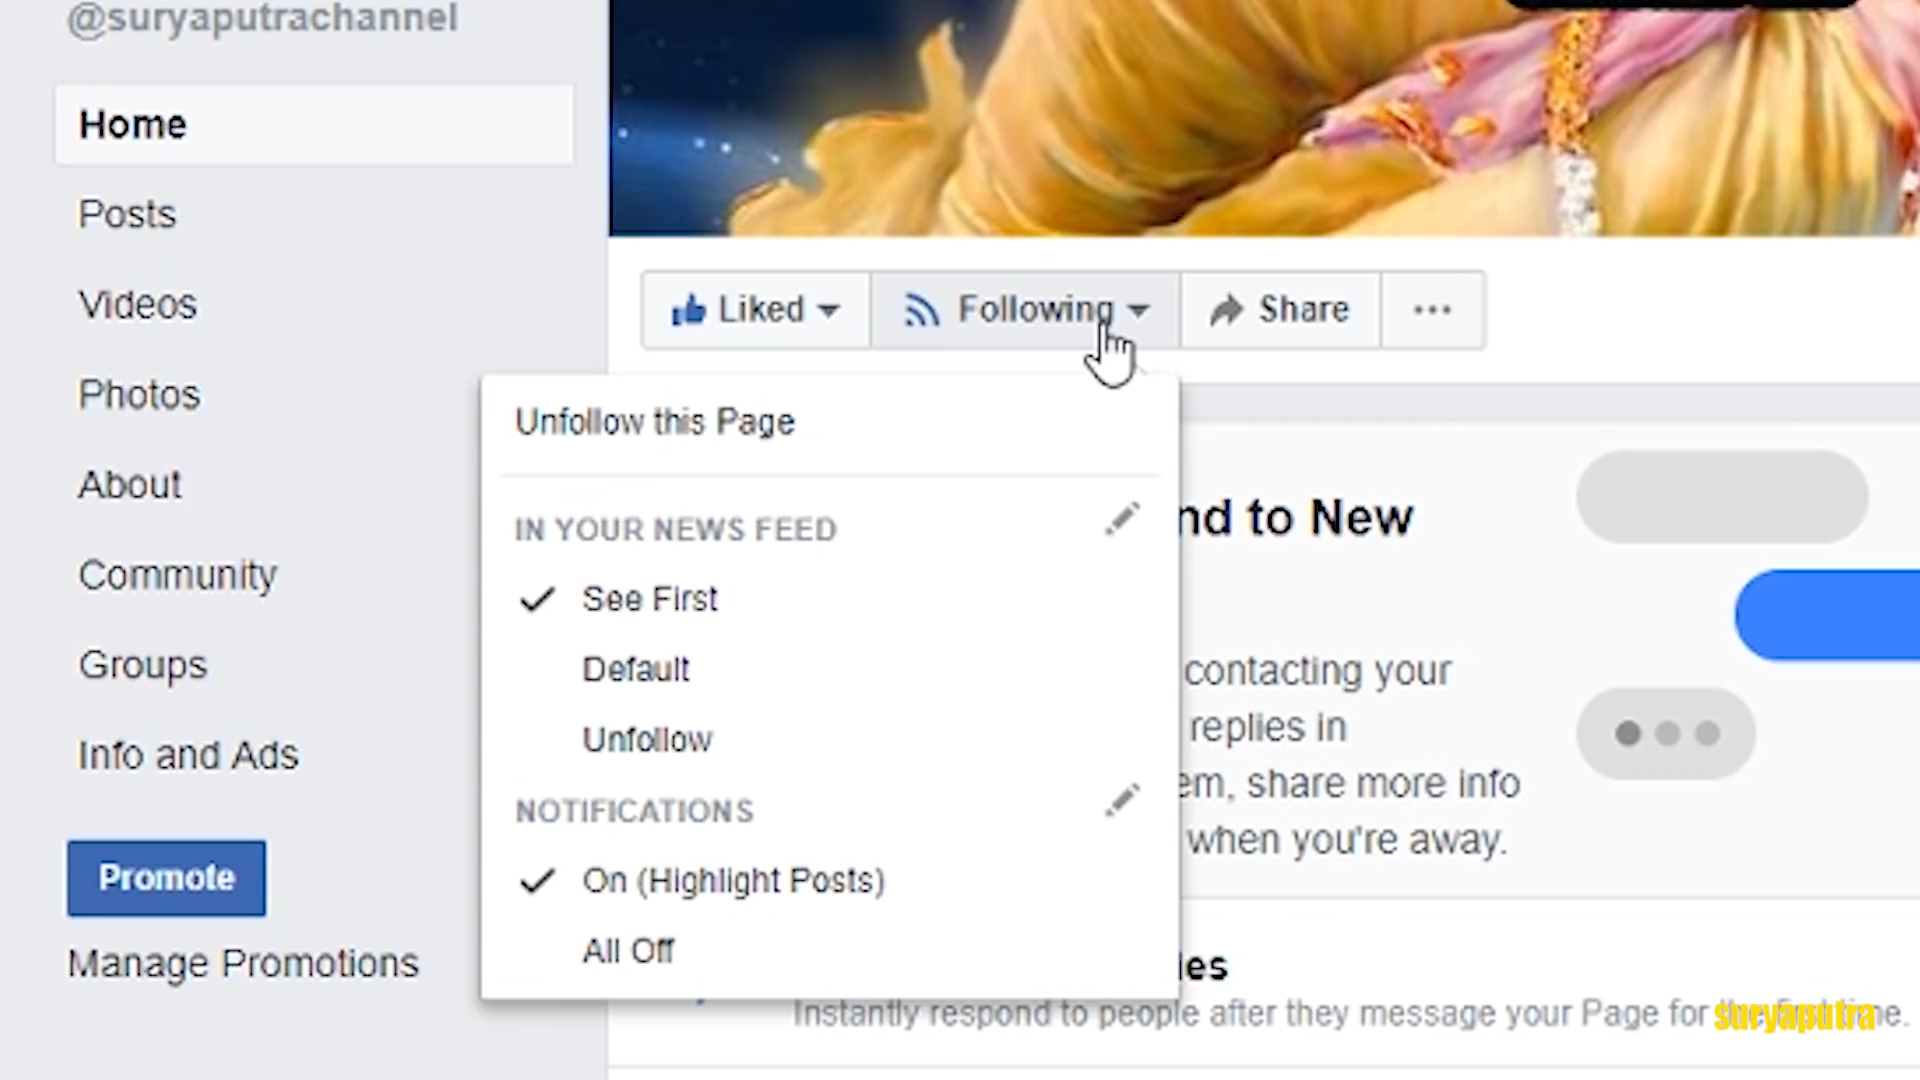 @suryaputrachannel
Home
Posts
Videos
Photos
About
Community
Groups
Info and Ads
Promote
Manage Promotions
Liked
Following
Share
Unfollow this Page
IN YOUR NEWS FEED
See First
Default
Unfollow
NOTIFICATIONS
On (Highlight Posts)
All Off
to New
contacting your
replies in
share more info
when you're away.
Instantly respond to people after they message your Page for
suryaputra